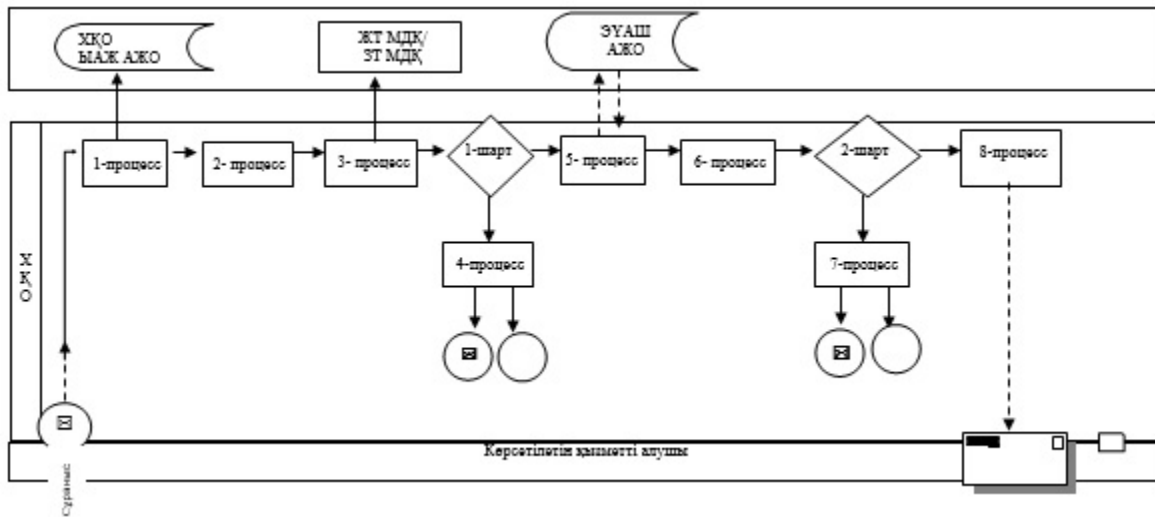 ХҚО
ЫАЖ АЖО
ЖТ МДҚ/
ЗТ МДҚ
ЭҮАШ
АЖО
1-процесс
2- процесс
3- процесс
1-шарт
5- процесс
6- процесс
2-шарт
8-процесс
Х
Қ
О
4-процесс
7-процесс
Көрсетілетін қызметті алушы
Сұраныс